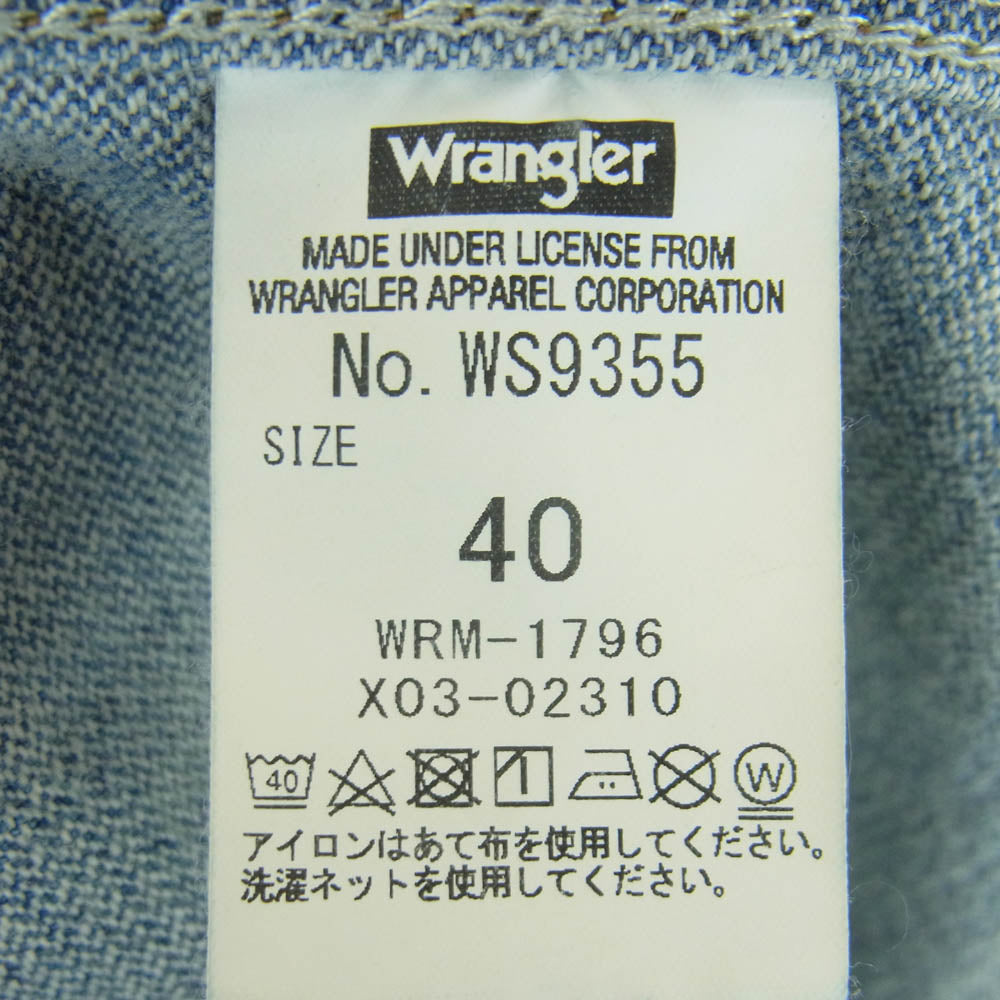 Wrangler
MADE UNDER LICENSE FROM
WRANGLER APPAREL CORPORATION
No. WS9355
SIZE
40
WRM-1796
X03-02310
40 W
アイロンはあて布を使用してください。
洗濯ネットを使用してください。